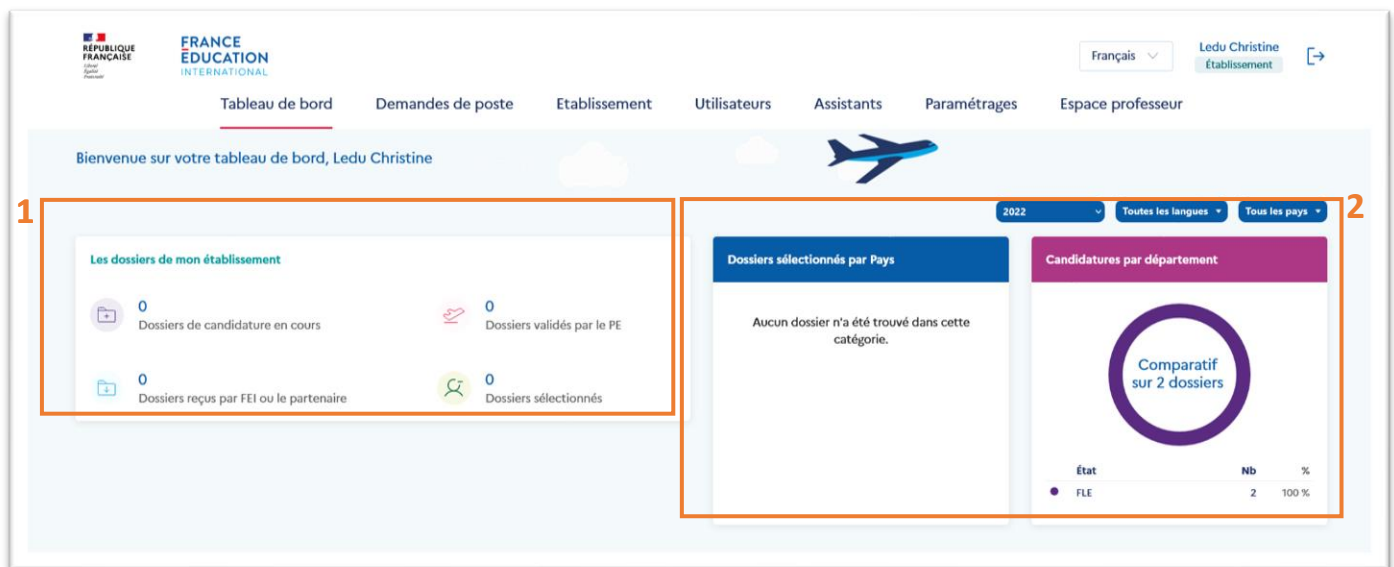 RÉPUBLIQUE
FRANÇAISE
Liberté
Égalité
Fraternité
FRANCE
ÉDUCATION
INTERNATIONAL
Français
Ledu Christine
Établissement
Tableau de bord Demandes de poste Etablissement Utilisateurs Assistants Paramétrages Espace professeur
Bienvenue sur votre tableau de bord, Ledu Christine
1
2
2022 Toutes les langues Tous les pays
Les dossiers de mon établissement
0
Dossiers de candidature en cours
0
Dossiers validés par le PE
0
Dossiers reçus par FEI ou le partenaire
0
Dossiers sélectionnés
Dossiers sélectionnés par Pays
Aucun dossier n'a été trouvé dans cette
catégorie.
Candidatures par département
Comparatif
sur 2 dossiers
État Nb %
FLE 2 100 %